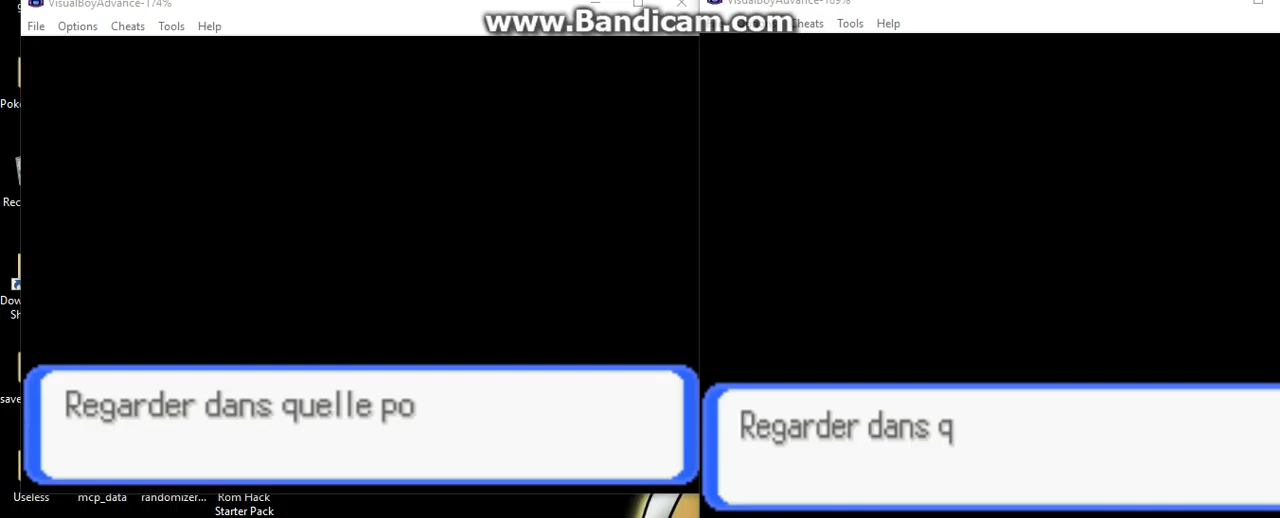 VisualBoyAdvance-174%
www.Bandicam.com
File Options Cheats Tools Help
Tools Help
Regarder dans quelle po
Regarder dans q
Useless
mcp_data
randomizer...
Rom Hack
Starter Pack